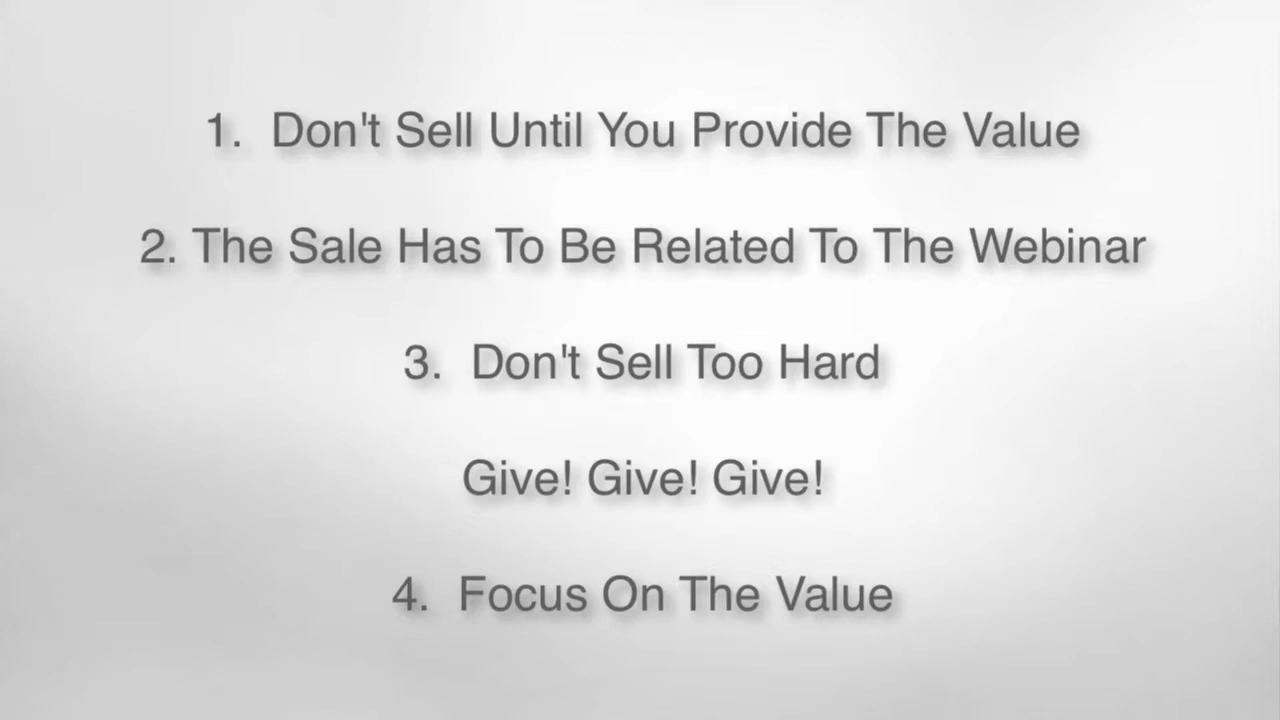 1. Don't Sell Until You Provide The Value
2. The Sale Has To Be Related To The Webinar
3. Don't Sell Too Hard
Give! Give! Give!
4. Focus On The Value